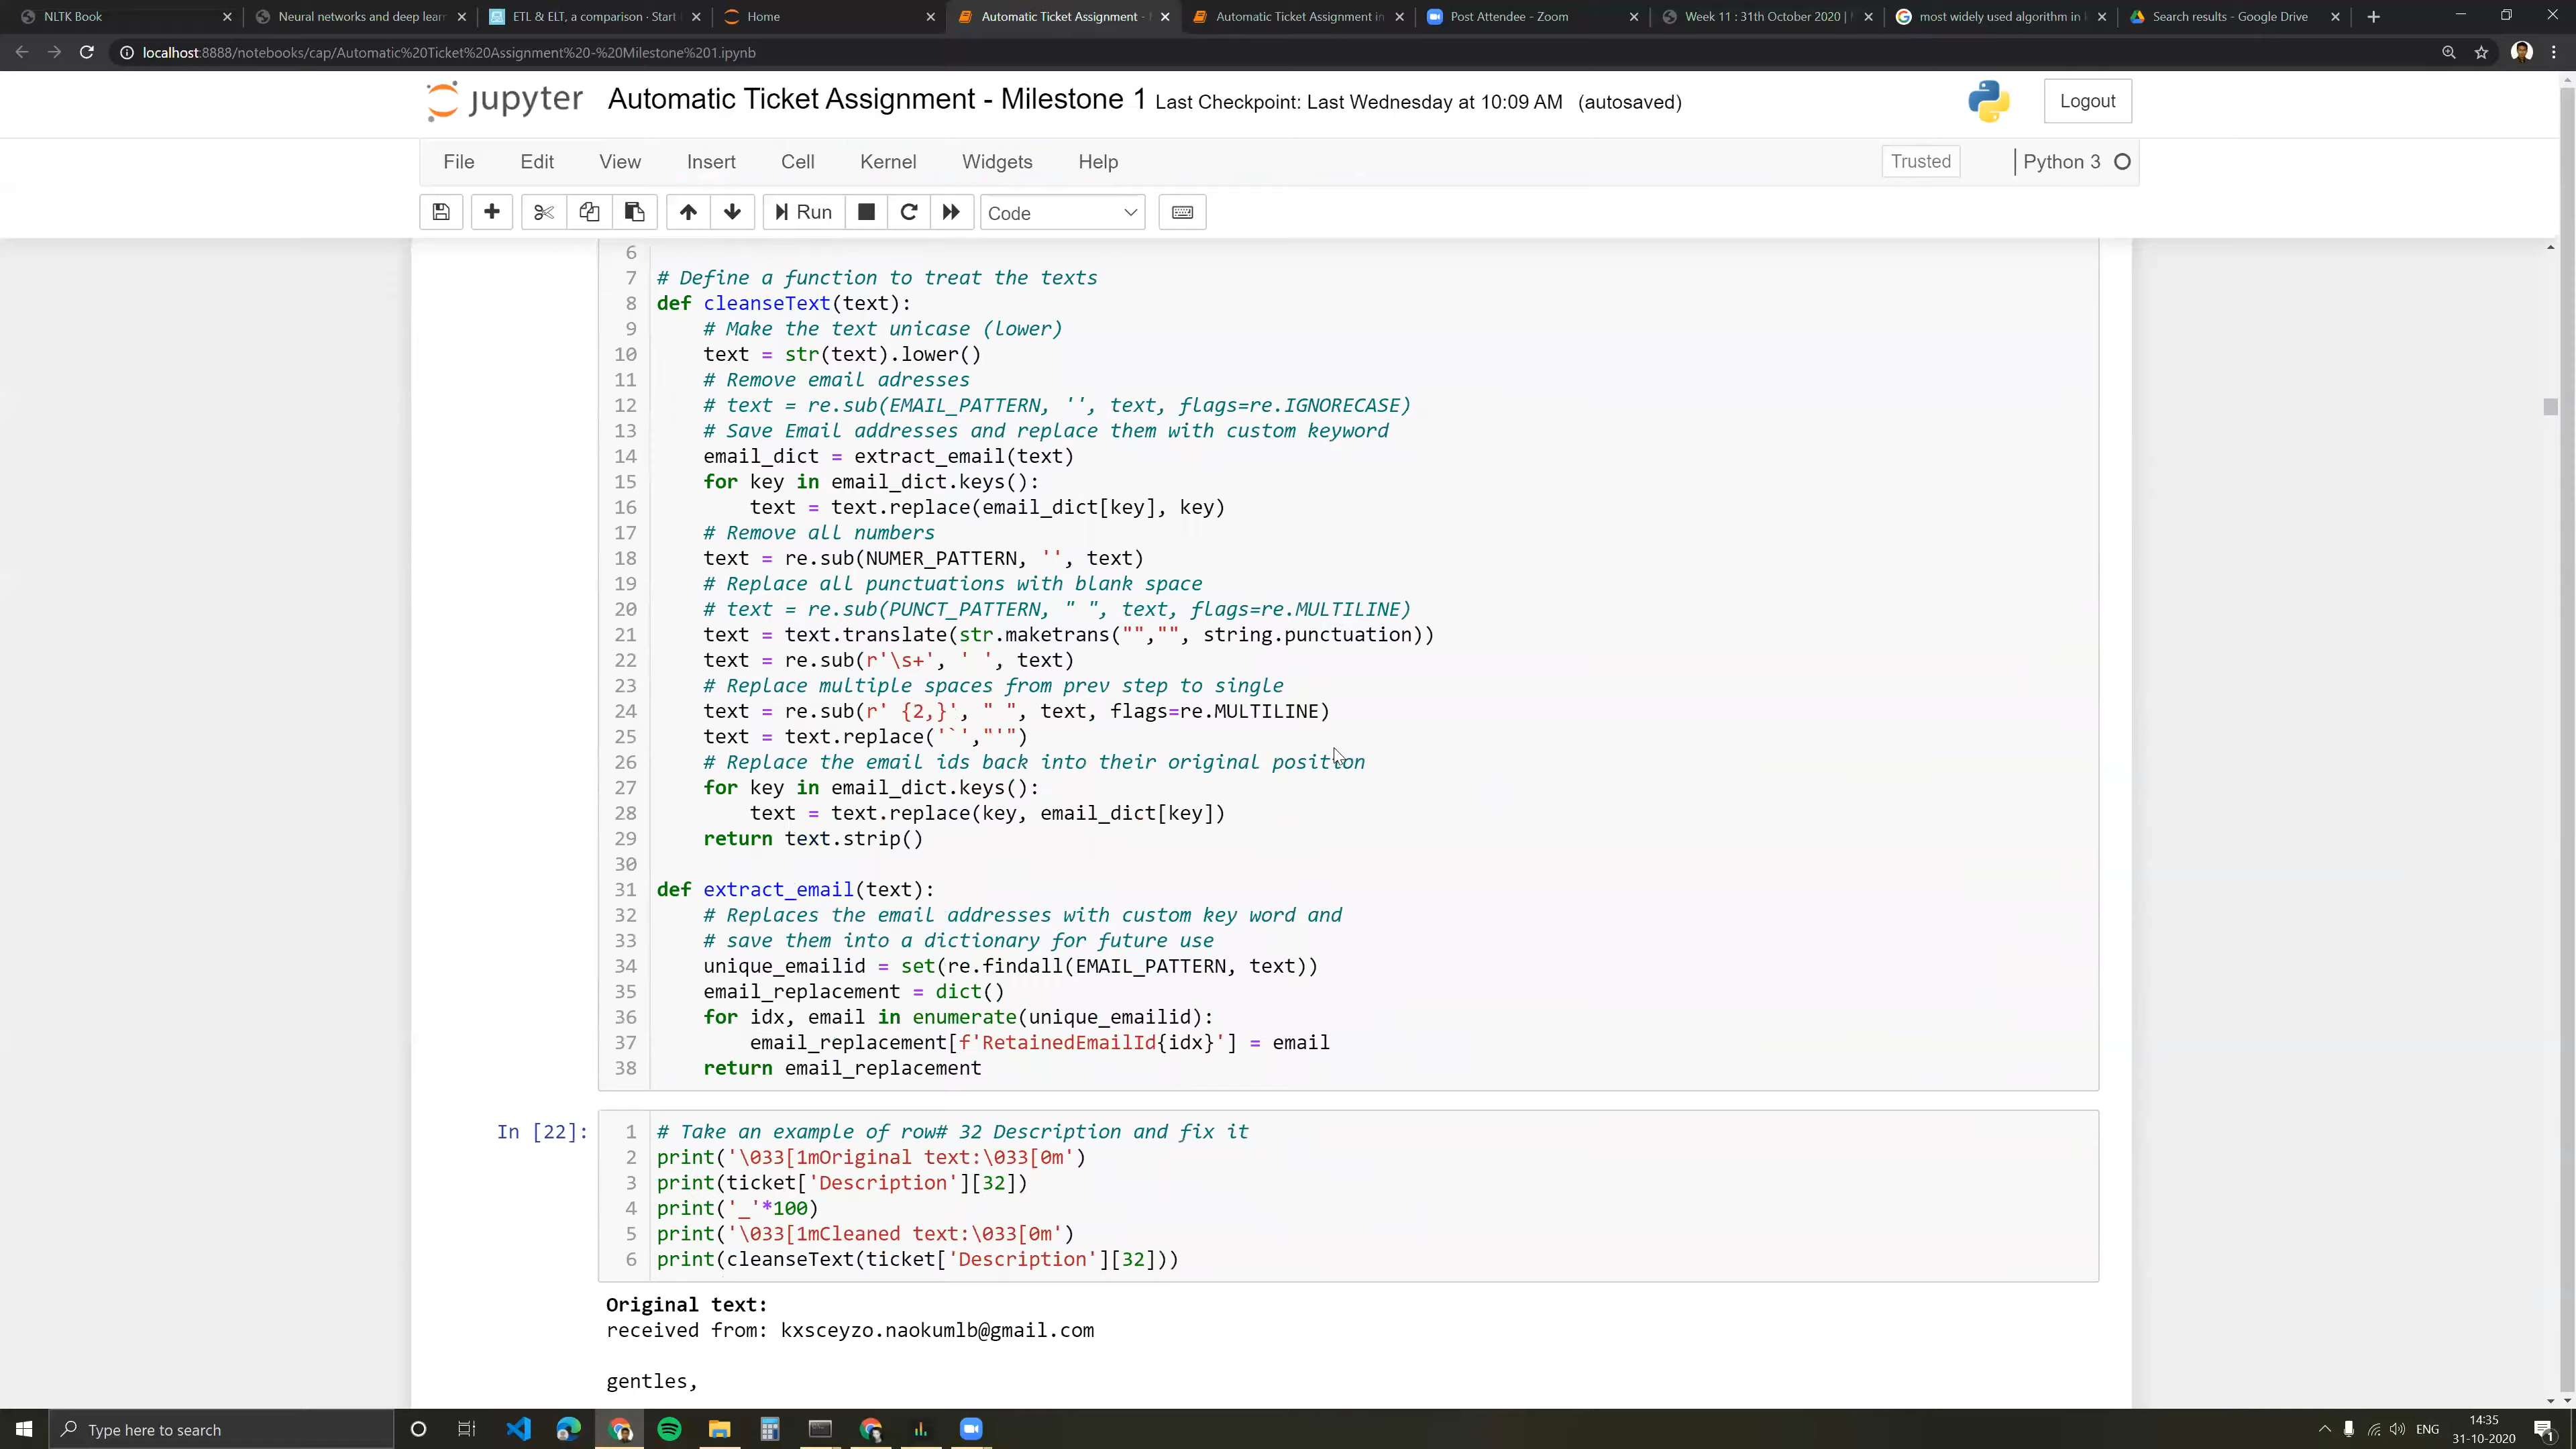 NLTK Book
Neural networks and deep lear
ETL & ELT, a comparison · Start
Home
Automatic Ticket Assignment -
Automatic Ticket Assignment in
Post Attendee - Zoom
Week 11 : 31th October 2020 |
most widely used algorithm in
Search results - Google Drive
localhost:8888/notebooks/cap/Automatic%20Ticket%20Assignment%20-%20Milestone%201.ipynb
jupyter Automatic Ticket Assignment - Milestone 1 Last Checkpoint: Last Wednesday at 10:09 AM (autosaved)
Logout
File Edit View Insert Cell Kernel Widgets Help
Trusted
Python 3
Run
Code
6
7 # Define a function to treat the texts
8 def cleanseText(text):
9 # Make the text unicase (lower)
10 text = str(text).lower()
11 # Remove email adresses
12 # text = re.sub(EMAIL_PATTERN, '', text, flags=re.IGNORECASE)
13 # Save Email addresses and replace them with custom keyword
14 email_dict = extract_email(text)
15 for key in email_dict.keys():
16 text = text.replace(email_dict[key], key)
17 # Remove all numbers
18 text = re.sub(NUMER_PATTERN, '', text)
19 # Replace all punctuations with blank space
20 # text = re.sub(PUNCT_PATTERN, " ", text, flags=re.MULTILINE)
21 text = text.translate(str.maketrans("","", string.punctuation))
22 text = re.sub(r'\s+', ' ', text)
23 # Replace multiple spaces from prev step to single
24 text = re.sub(r' {2,}', " ", text, flags=re.MULTILINE)
25 text = text.replace('`',"'")
26 # Replace the email ids back into their original position
27 for key in email_dict.keys():
28 text = text.replace(key, email_dict[key])
29 return text.strip()
30
31 def extract_email(text):
32 # Replaces the email addresses with custom key word and
33 # save them into a dictionary for future use
34 unique_emailid = set(re.findall(EMAIL_PATTERN, text))
35 email_replacement = dict()
36 for idx, email in enumerate(unique_emailid):
37 email_replacement[f'RetainedEmailId{idx}'] = email
38 return email_replacement
In [22]:
1 # Take an example of row# 32 Description and fix it
2 print('\033[1mOriginal text:\033[0m')
3 print(ticket['Description'][32])
4 print('_'*100)
5 print('\033[1mCleaned text:\033[0m')
6 print(cleanseText(ticket['Description'][32]))
Original text:
received from: kxsceyzo.naokumlb@gmail.com
gentles,
Type here to search
ENG
14:35
31-10-2020
1